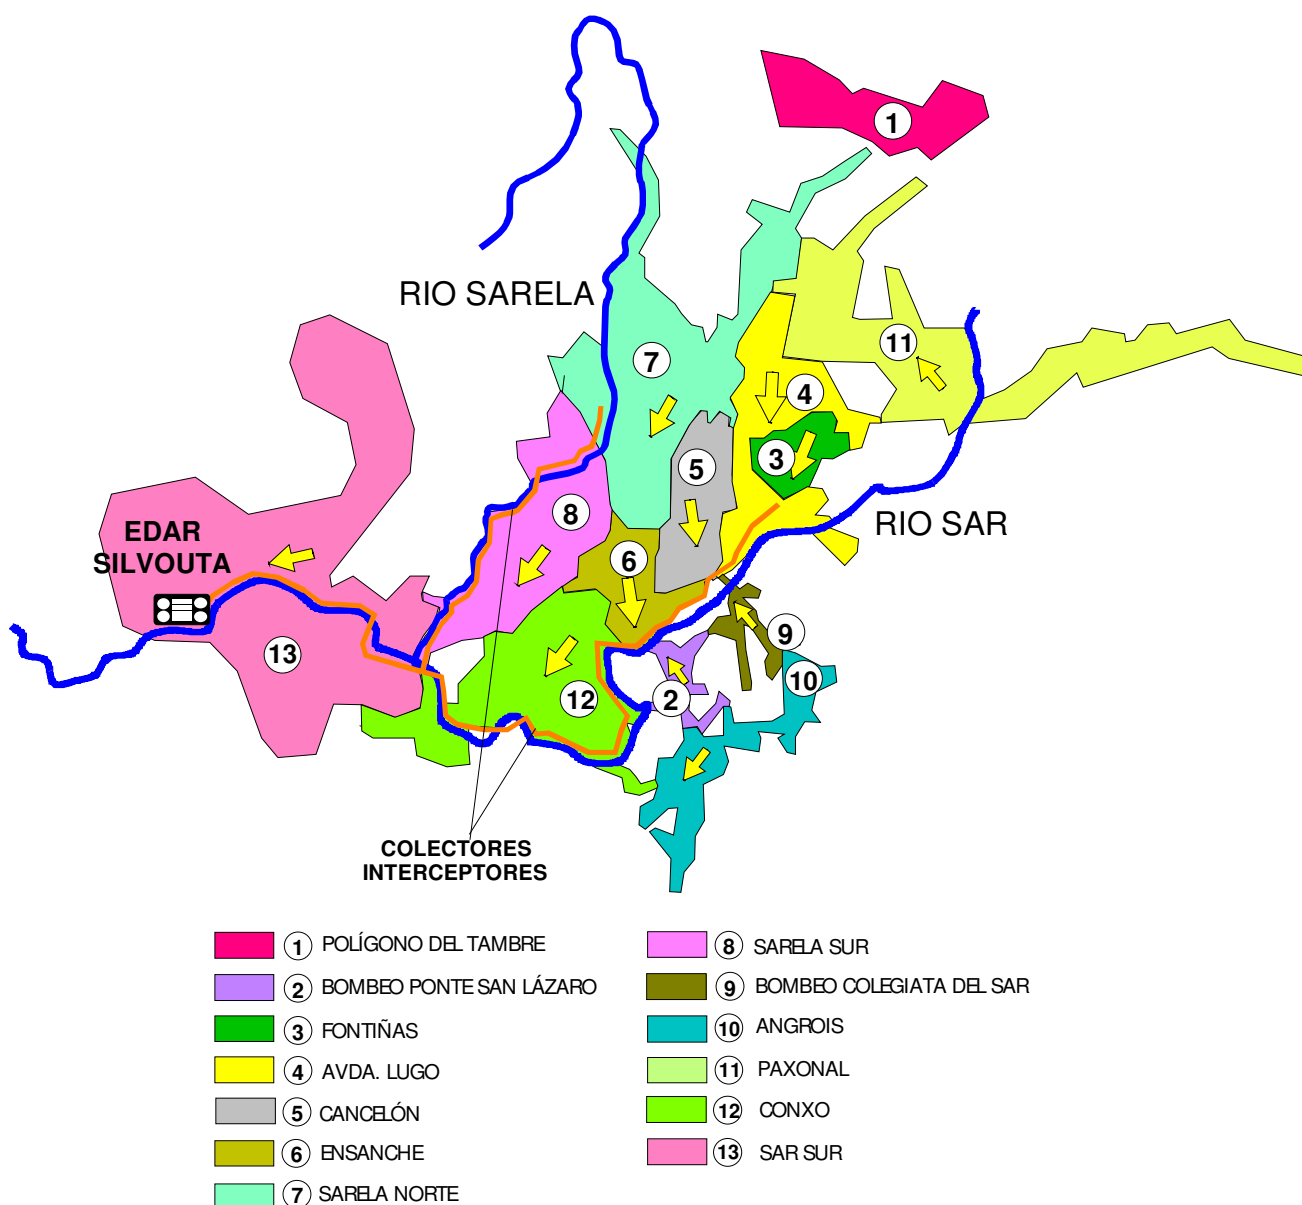 1
RIO SARELA
11
7
4
3
5
8
RIO SAR
EDAR
SILVOUTA
6
9
13
10
12
2
COLECTORES
INTERCEPTORES
1 POLÍGONO DEL TAMBRE
2 BOMBEO PONTE SAN LÁZARO
3 FONTIÑAS
4 AVDA. LUGO
5 CANCELÓN
6 ENSANCHE
7 SARELA NORTE
8 SARELA SUR
9 BOMBEO COLEGIATA DEL SAR
10 ANGROIS
11 PAXONAL
12 CONXO
13 SAR SUR